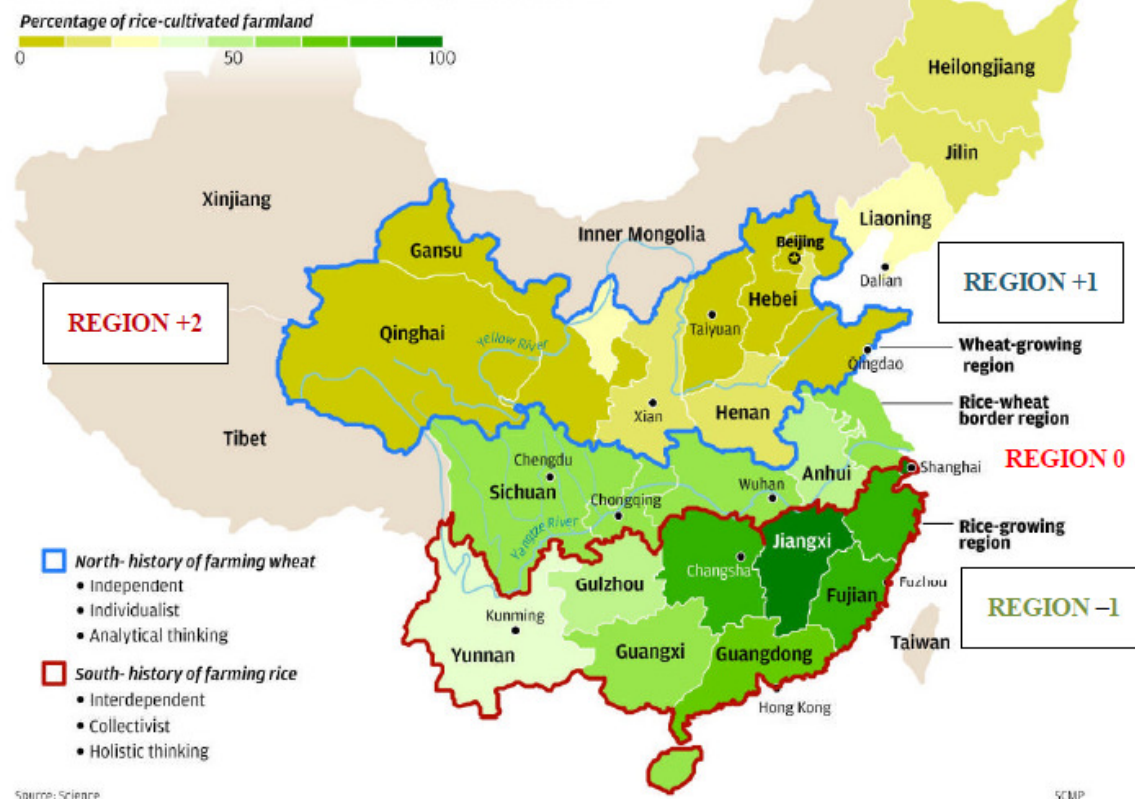 Percentage of rice-cultivated farmland
0 50 100
Heilongjiang
Jilin
Liaoning
Xinjiang
Inner Mongolia
Gansu
Beijing
Dalian
REGION +1
REGION +2
Hebei
Qinghai
Yellow River
Taiyuan
Qingdao
Wheat-growing
region
Xian
Henan
Rice-wheat
border region
Tibet
Chengdu
Anhui
Shanghai
REGION 0
Sichuan
Wuhan
Chongqing
Yangtze River
Rice-growing
region
Jiangxi
Changsha
North- history of farming wheat
• Independent
• Individualist
• Analytical thinking
Gulzhou
Fujian
Fuzhou
REGION –1
Kunming
Yunnan
Guangxi
Guangdong
Taiwan
Hong Kong
South- history of farming rice
• Interdependent
• Collectivist
• Holistic thinking
Source: Science
SCMP